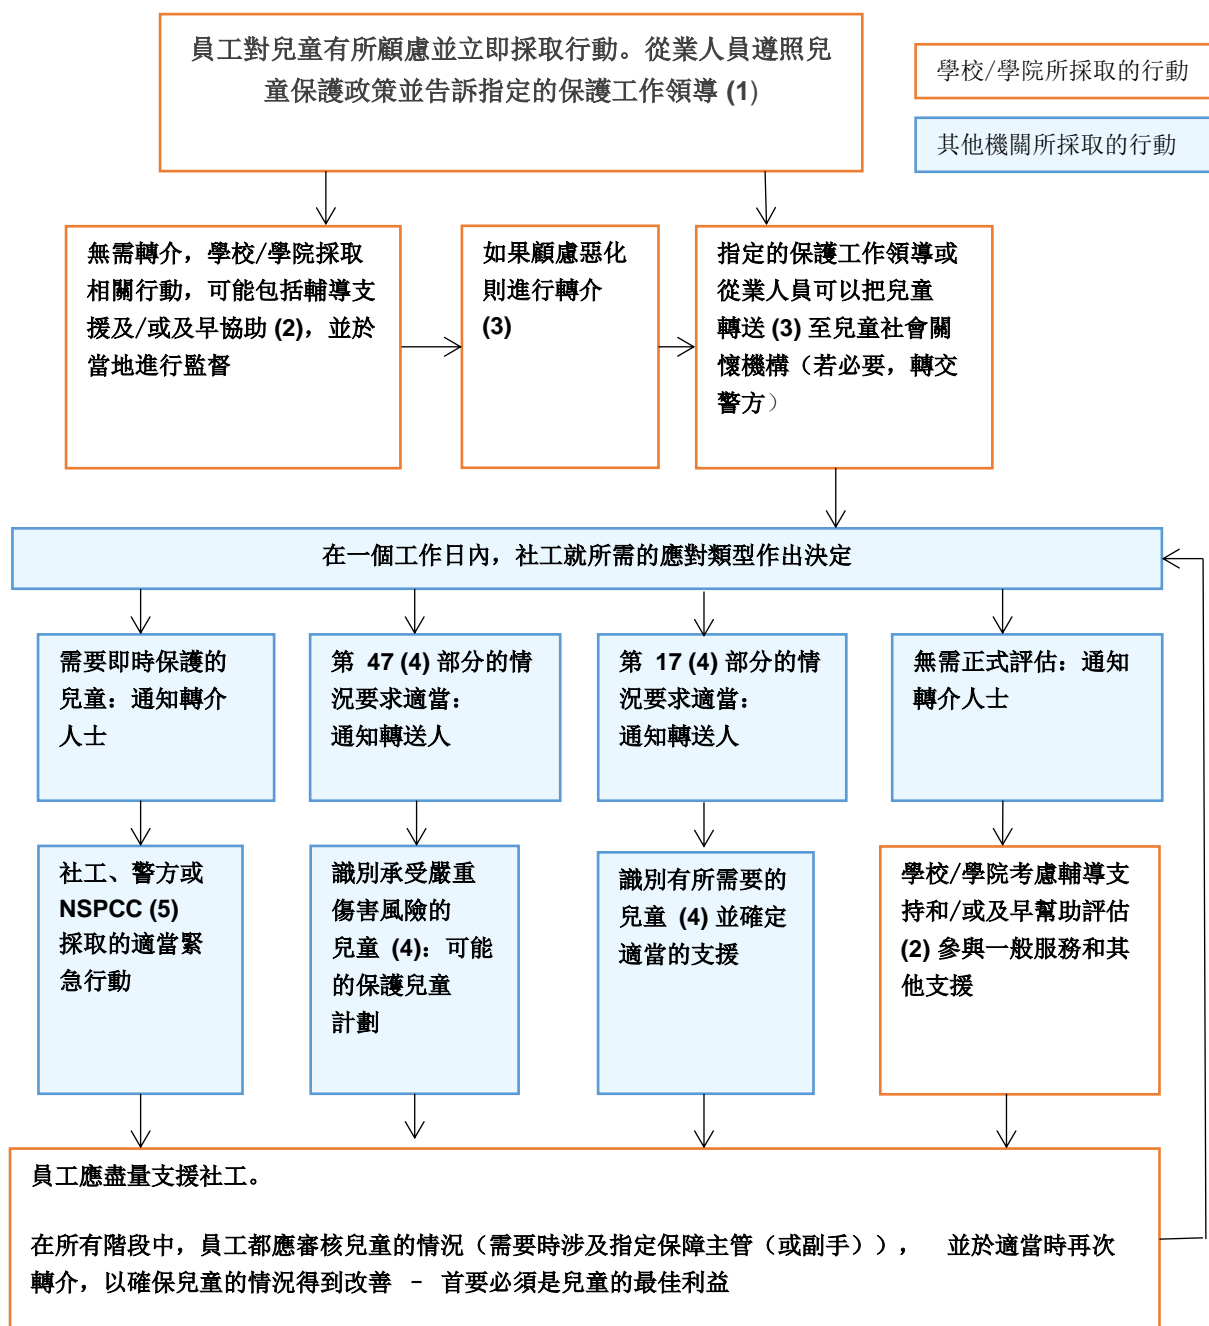 員工對兒童有所顧慮並立即採取行動。從業人員遵照兒
童保護政策並告訴指定的保護工作領導 (1)
學校/學院所採取的行動
其他機關所採取的行動
無需轉介，學校/學院採取
相關行動，可能包括輔導支
援及/或及早協助 (2)，並於
當地進行監督
如果顧慮惡化
則進行轉介
(3)
指定的保護工作領導或
從業人員可以把兒童
轉送 (3) 至兒童社會關
懷機構（若必要，轉交
警方）
在一個工作日內，社工就所需的應對類型作出決定
需要即時保護的
兒童：通知轉介
人士
第 47 (4) 部分的情
況要求適當：
通知轉送人
第 17 (4) 部分的情
況要求適當：
通知轉送人
無需正式評估：通知
轉介人士
社工、警方或
NSPCC (5)
採取的適當緊
急行動
識別承受嚴重
傷害風險的
兒童 (4)：可能
的保護兒童
計劃
識別有所需要的
兒童 (4) 並確定
適當的支援
學校/學院考慮輔導支
持和/或及早幫助評估
(2) 參與一般服務和其
他支援
員工應盡量支援社工。
在所有階段中，員工都應審核兒童的情況（需要時涉及指定保障主管（或副手）），　並於適當時再次
轉介，以確保兒童的情況得到改善 – 首要必須是兒童的最佳利益